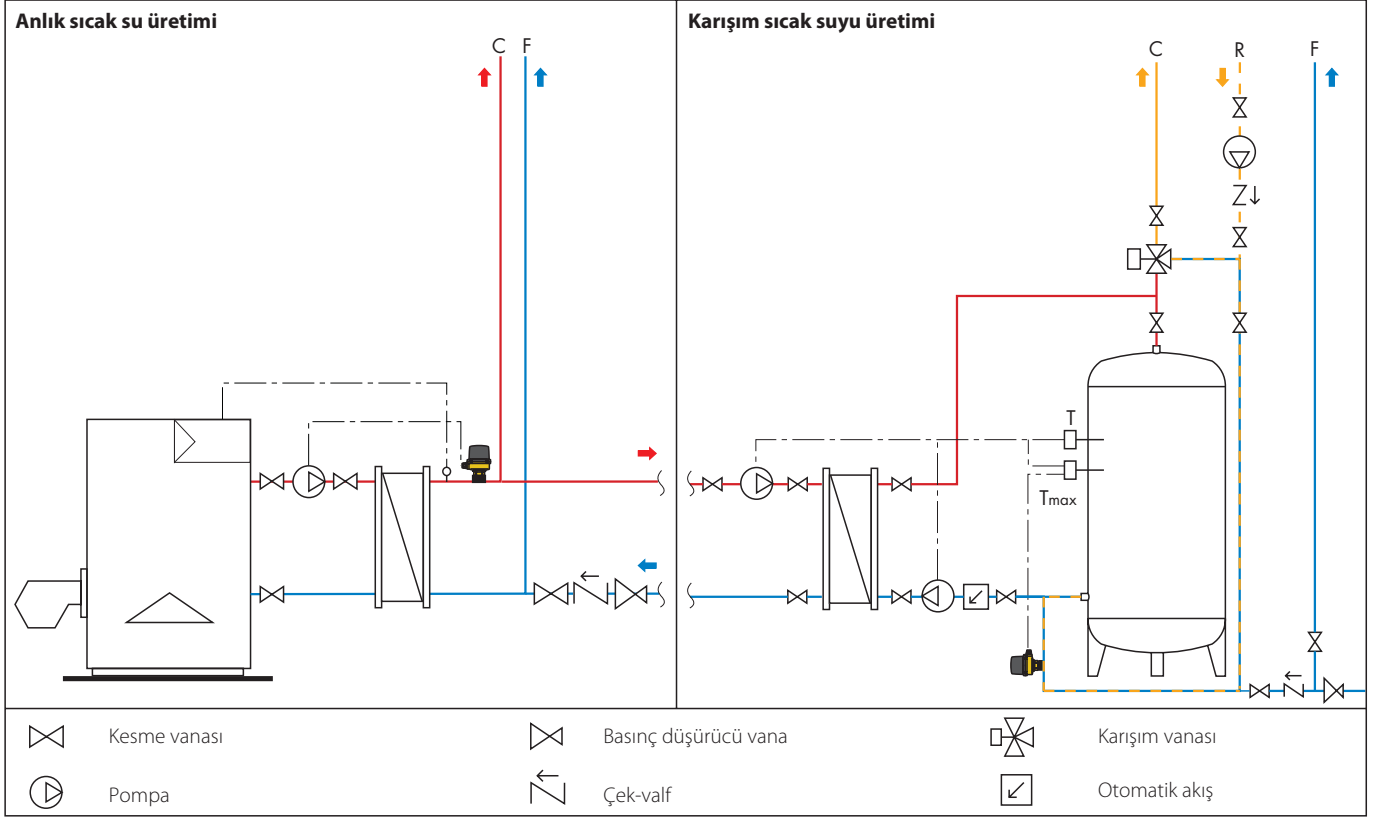 Anlık sıcak su üretimi
C F
Karışım sıcak suyu üretimi
C R F
T
Tmax
Kesme vanası
Basınç düşürücü vana
Karışım vanası
Pompa
Çek-valf
Otomatik akış